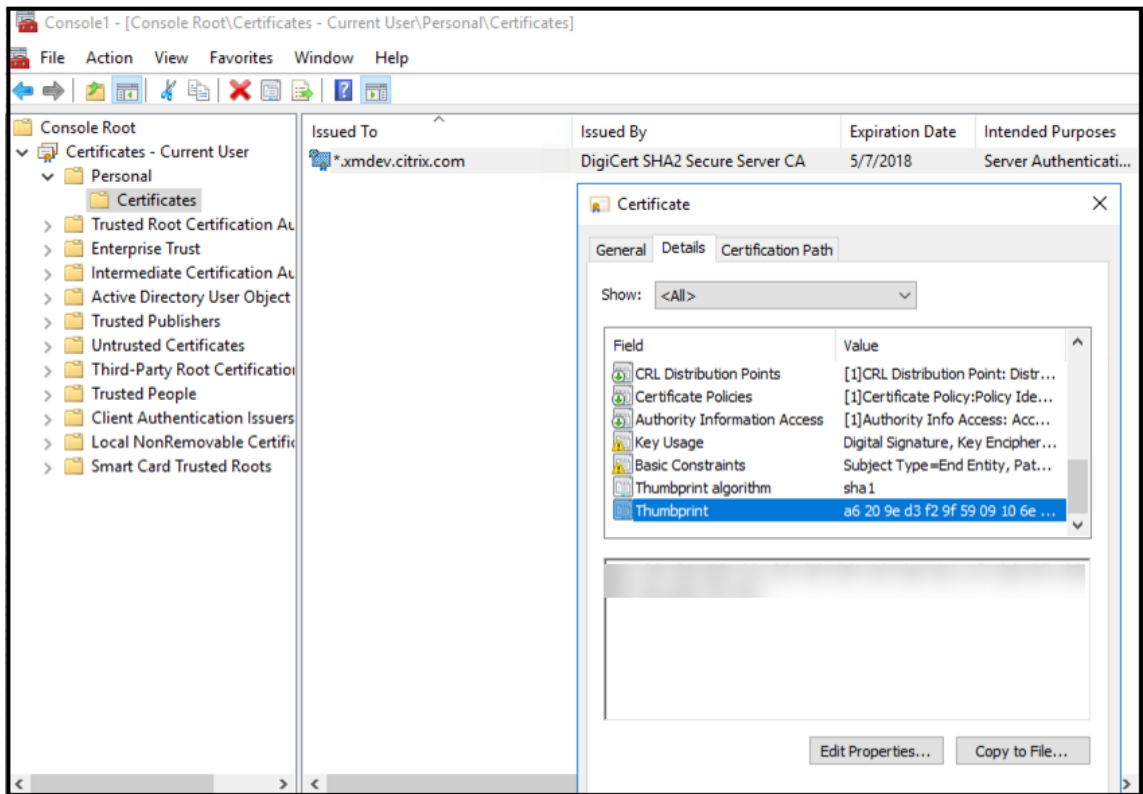 Console1 - [Console Root\Certificates - Current User\Personal\Certificates]
File Action View Favorites Window Help
Console Root
Certificates - Current User
Personal
Certificates
Trusted Root Certification Au
Enterprise Trust
Intermediate Certification Au
Active Directory User Object
Trusted Publishers
Untrusted Certificates
Third-Party Root Certification
Trusted People
Client Authentication Issuers
Local NonRemovable Certific
Smart Card Trusted Roots
Issued To Issued By Expiration Date Intended Purposes
*.xmdev.citrix.com DigiCert SHA2 Secure Server CA 5/7/2018 Server Authenticati...
Certificate
General Details Certification Path
Show: <All>
Field Value
CRL Distribution Points [1]CRL Distribution Point: Distr...
Certificate Policies [1]Certificate Policy:Policy Ide...
Authority Information Access [1]Authority Info Access: Acc...
Key Usage Digital Signature, Key Encipher...
Basic Constraints Subject Type=End Entity, Pat...
Thumbprint algorithm sha1
Thumbprint a6 20 9e d3 f2 9f 59 09 10 6e ...
Edit Properties... Copy to File...